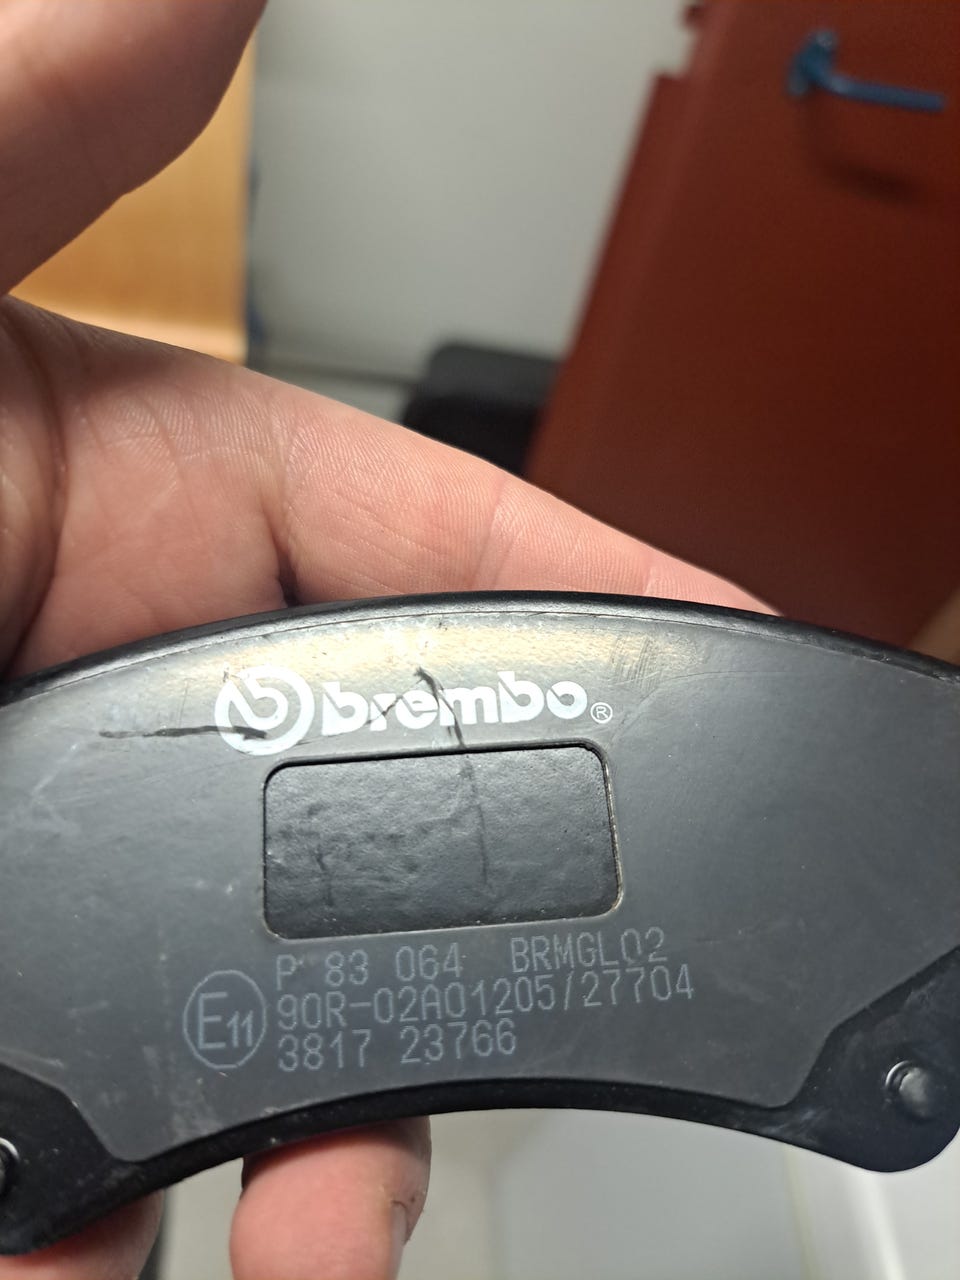 brembo®
P 83 064 BRMGL02
E11 90R-02A01205/27704
3817 23766